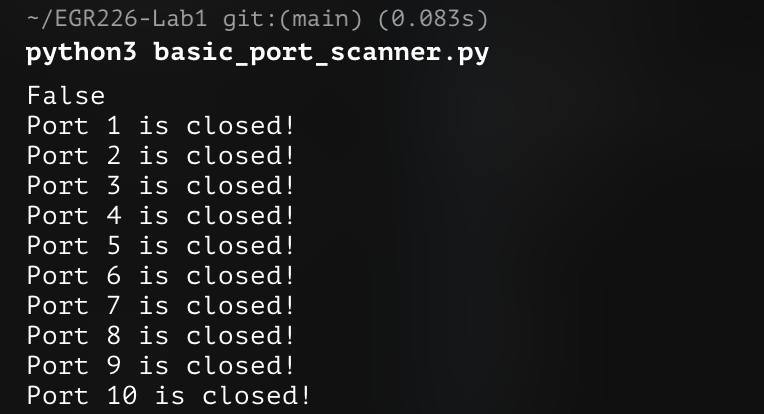 ~/EGR226-Lab1 git:(main) (0.083s)
python3 basic_port_scanner.py
False
Port 1 is closed!
Port 2 is closed!
Port 3 is closed!
Port 4 is closed!
Port 5 is closed!
Port 6 is closed!
Port 7 is closed!
Port 8 is closed!
Port 9 is closed!
Port 10 is closed!